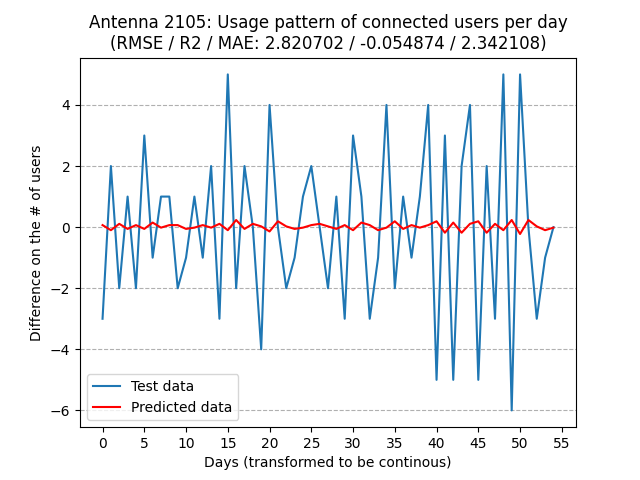 Antenna 2105: Usage pattern of connected users per day
(RMSE / R2 / MAE: 2.820702 / -0.054874 / 2.342108)
Difference on the # of users
4
2
0
−2
−4
−6
Test data
Predicted data
0 5 10 15 20 25 30 35 40 45 50 55
Days (transformed to be continous)